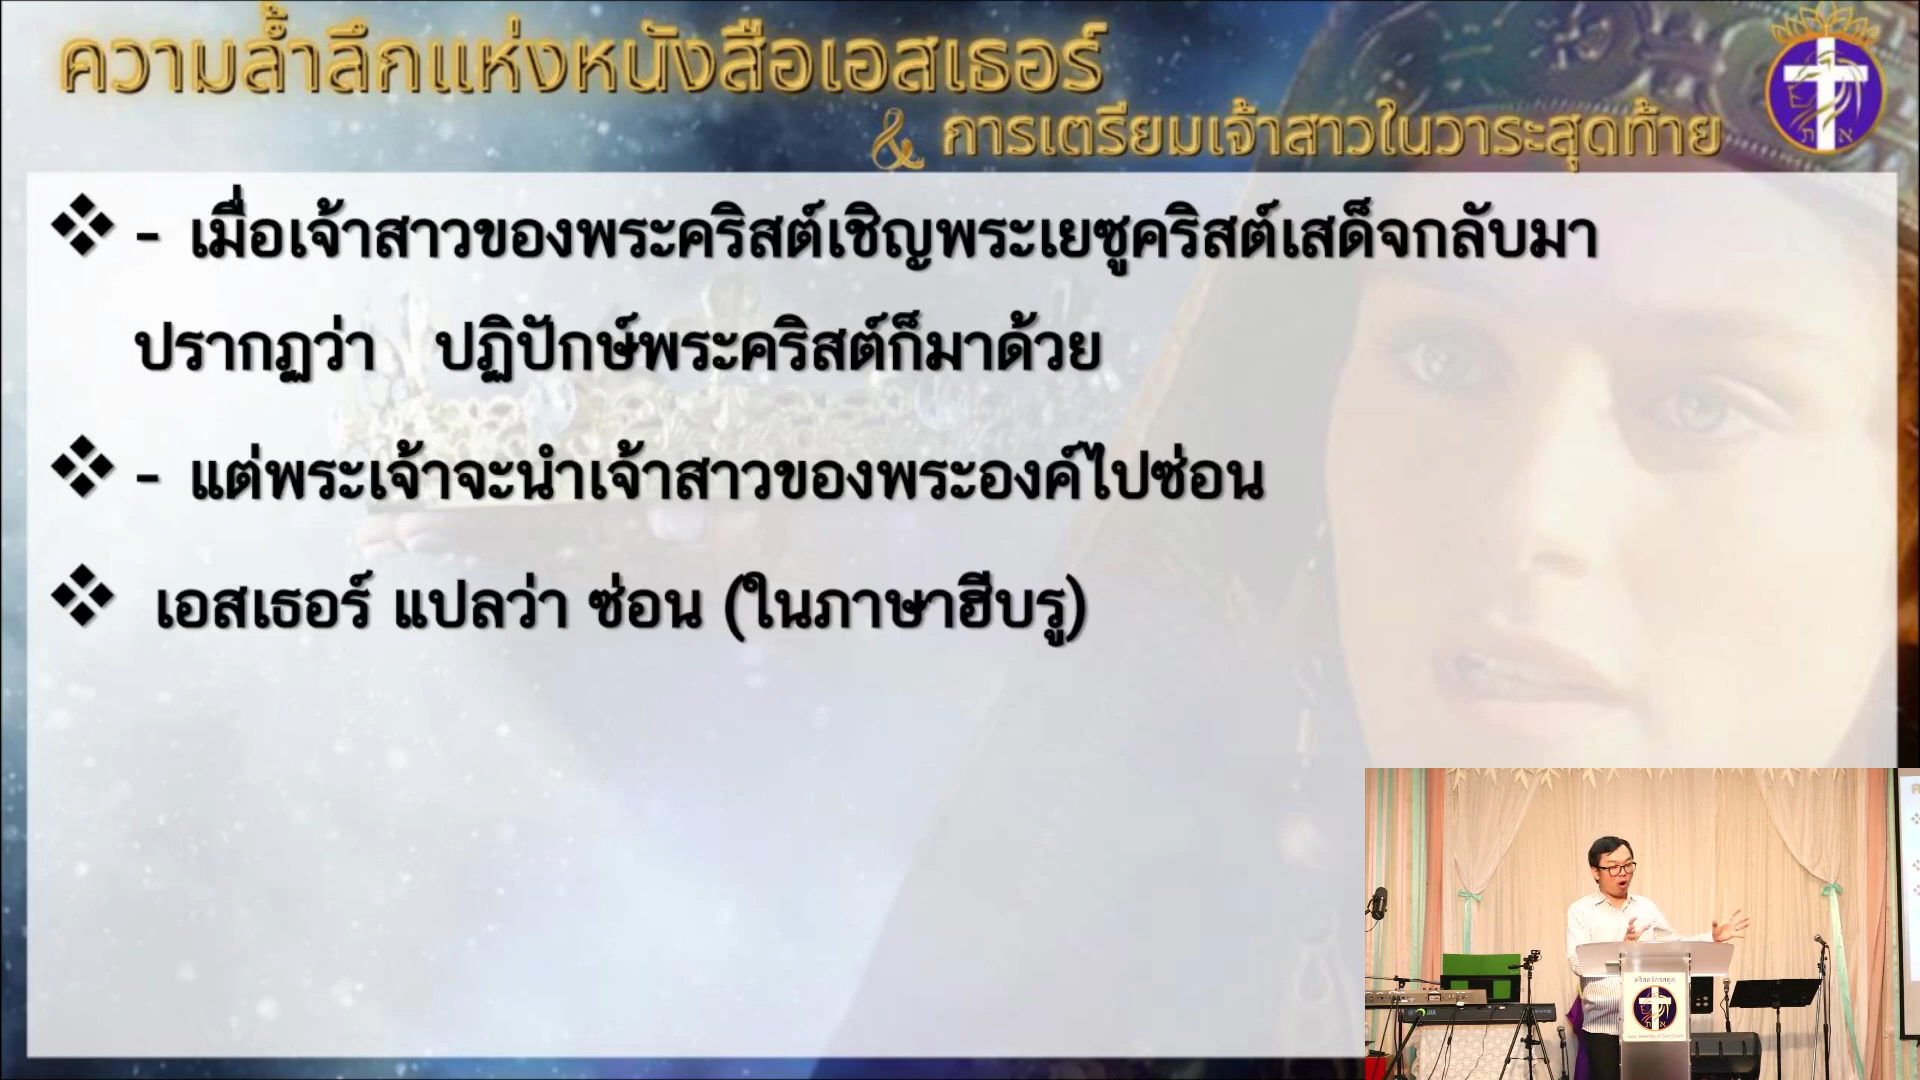 ความล้ำลึกแห่งหนังสือเอสเธอร์
& การเตรียมเจ้าสาวในวาระสุดท้าย
❖ - เมื่อเจ้าสาวของพระคริสต์เชิญพระเยซูคริสต์เสด็จกลับมา
ปรากฏว่า ปฏิปักษ์พระคริสต์ก็มาด้วย
❖ - แต่พระเจ้าจะนำเจ้าสาวของพระองค์ไปซ่อน
❖ เอสเธอร์ แปลว่า ซ่อน (ในภาษาฮีบรู)
ת א